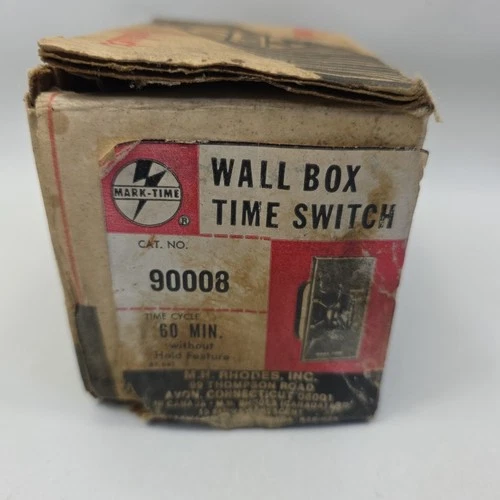 MARK-TIME
®
WALL BOX
TIME SWITCH
CAT. NO.
90008
TIME CYCLE
60 MIN.
without
Hold Feature
M.H. RHODES, INC.
99 THOMPSON ROAD
AVON, CONNECTICUT 06001